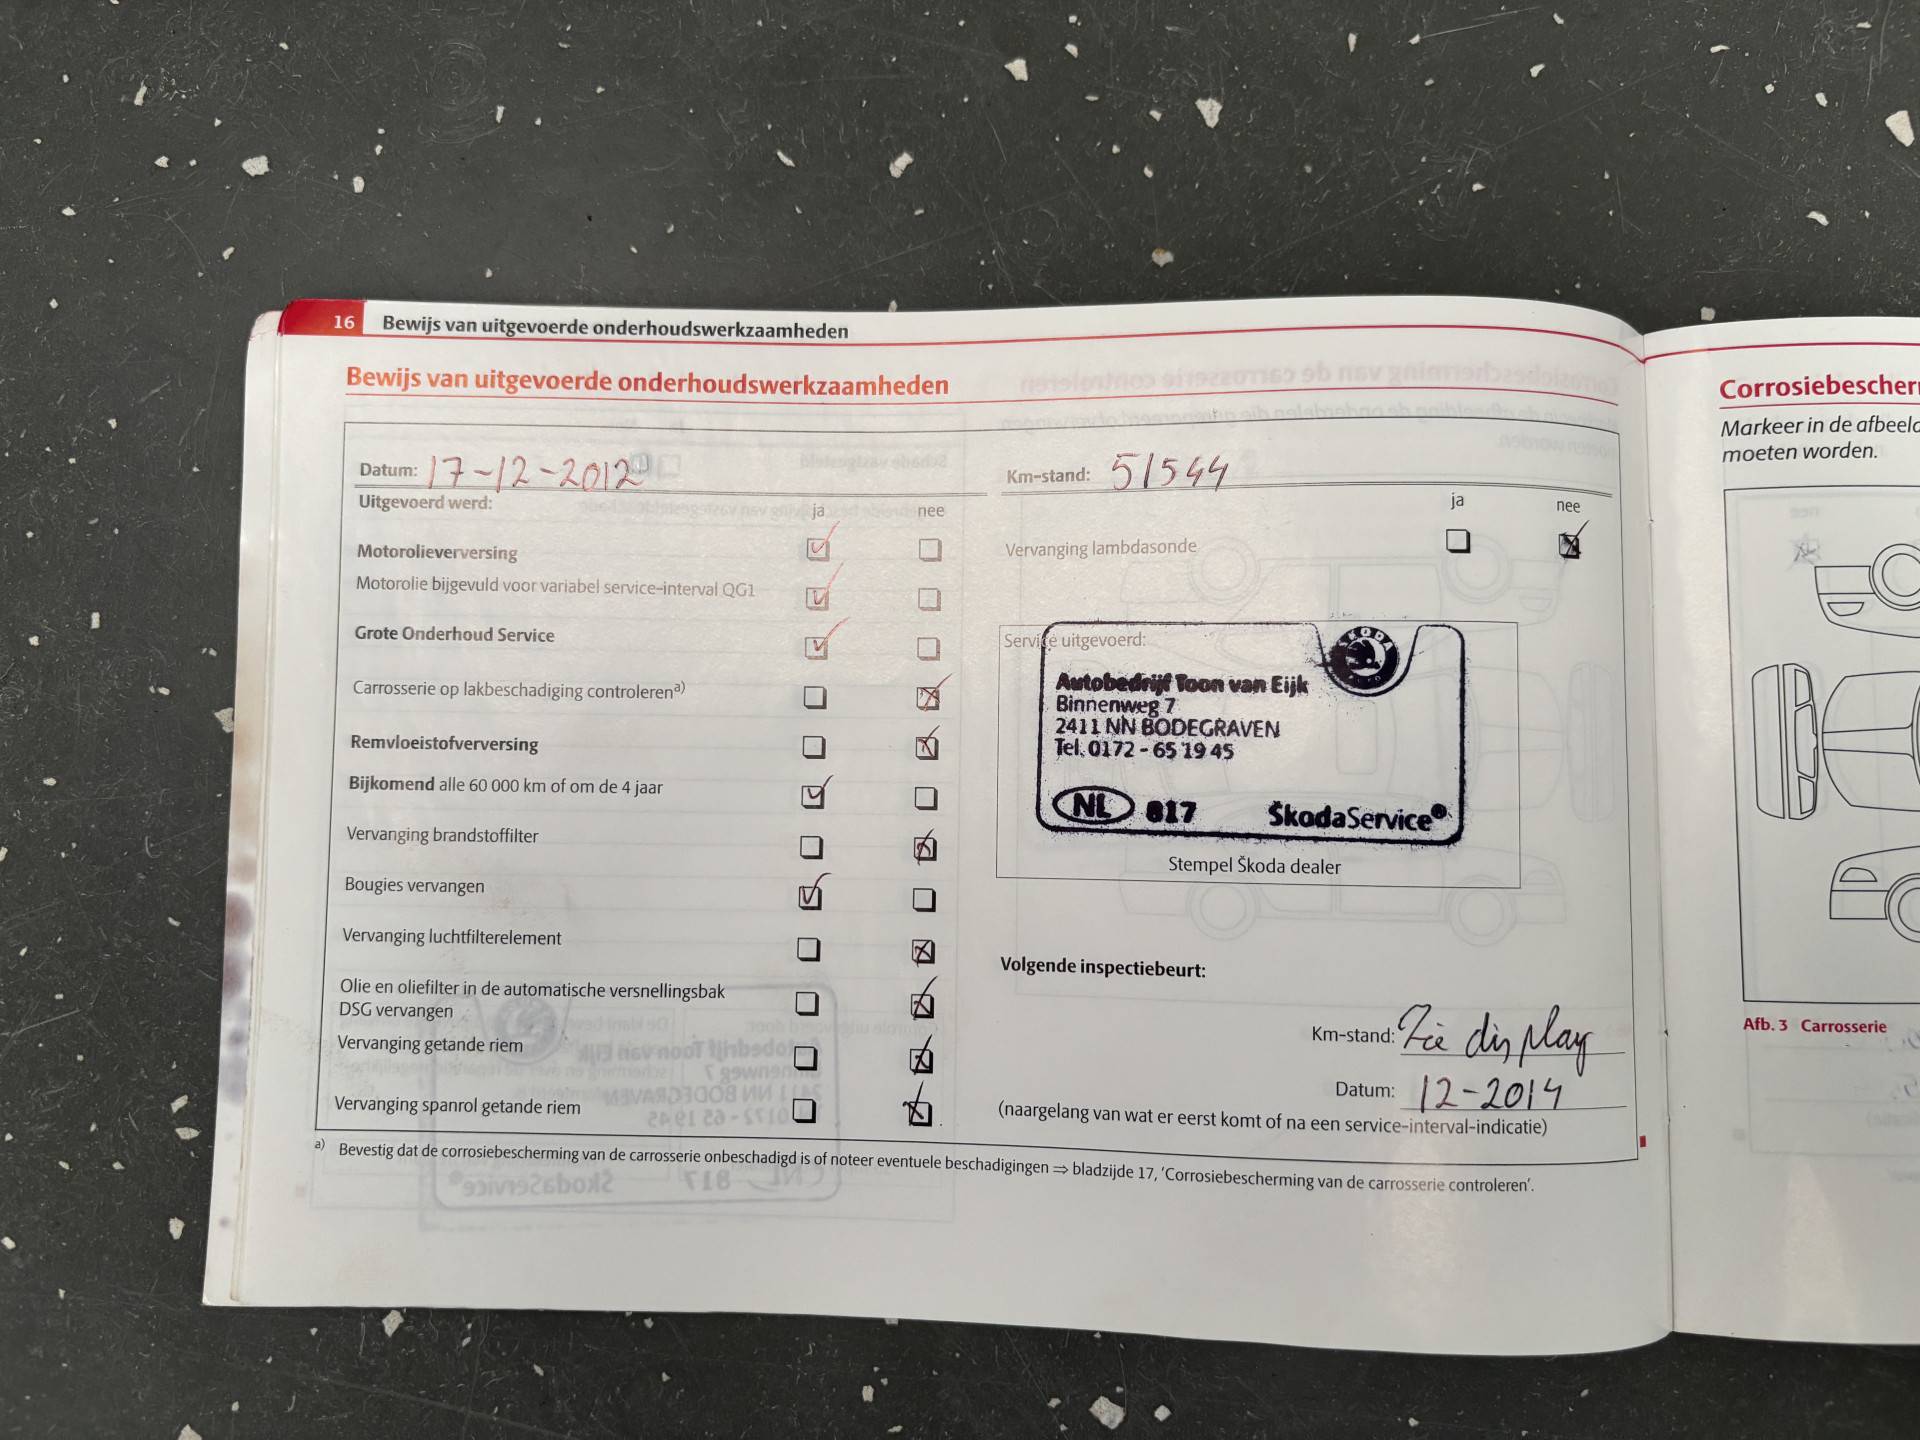 16 Bewijs van uitgevoerde onderhoudswerkzaamheden
Bewijs van uitgevoerde onderhoudswerkzaamheden
Datum: 17-12-2012
Uitgevoerd werd:
ja nee
Motorolieverversing
Motorolie bijgevuld voor variabel service-interval QG1
Grote Onderhoud Service
Carrosserie op lakbeschadiging controleren a)
Remvloeistofverversing
Bijkomend alle 60 000 km of om de 4 jaar
Vervanging brandstoffilter
Bougies vervangen
Vervanging luchtfilterelement
Olie en oliefilter in de automatische versnellingsbak
DSG vervangen
Vervanging getande riem
Vervanging spanrol getande riem
Km-stand: 51544
ja nee
Vervanging lambdasonde
Service uitgevoerd:
ŠKODA
AUTO
Autobedrijf Toon van Eijk
Binnenweg 7
2411 NN BODEGRAVEN
Tel. 0172 - 65 19 45
NL 817 ŠkodaService®
Stempel Škoda dealer
Volgende inspectiebeurt:
Km-stand: Zie display
Datum: 12-2014
(naargelang van wat er eerst komt of na een service-interval-indicatie)
a) Bevestig dat de corrosiebescherming van de carrosserie onbeschadigd is of noteer eventuele beschadigingen ⇒ bladzijde 17, 'Corrosiebescherming van de carrosserie controleren'.
Corrosiebescher
Markeer in de afbeeld
moeten worden.
Afb. 3 Carrosserie